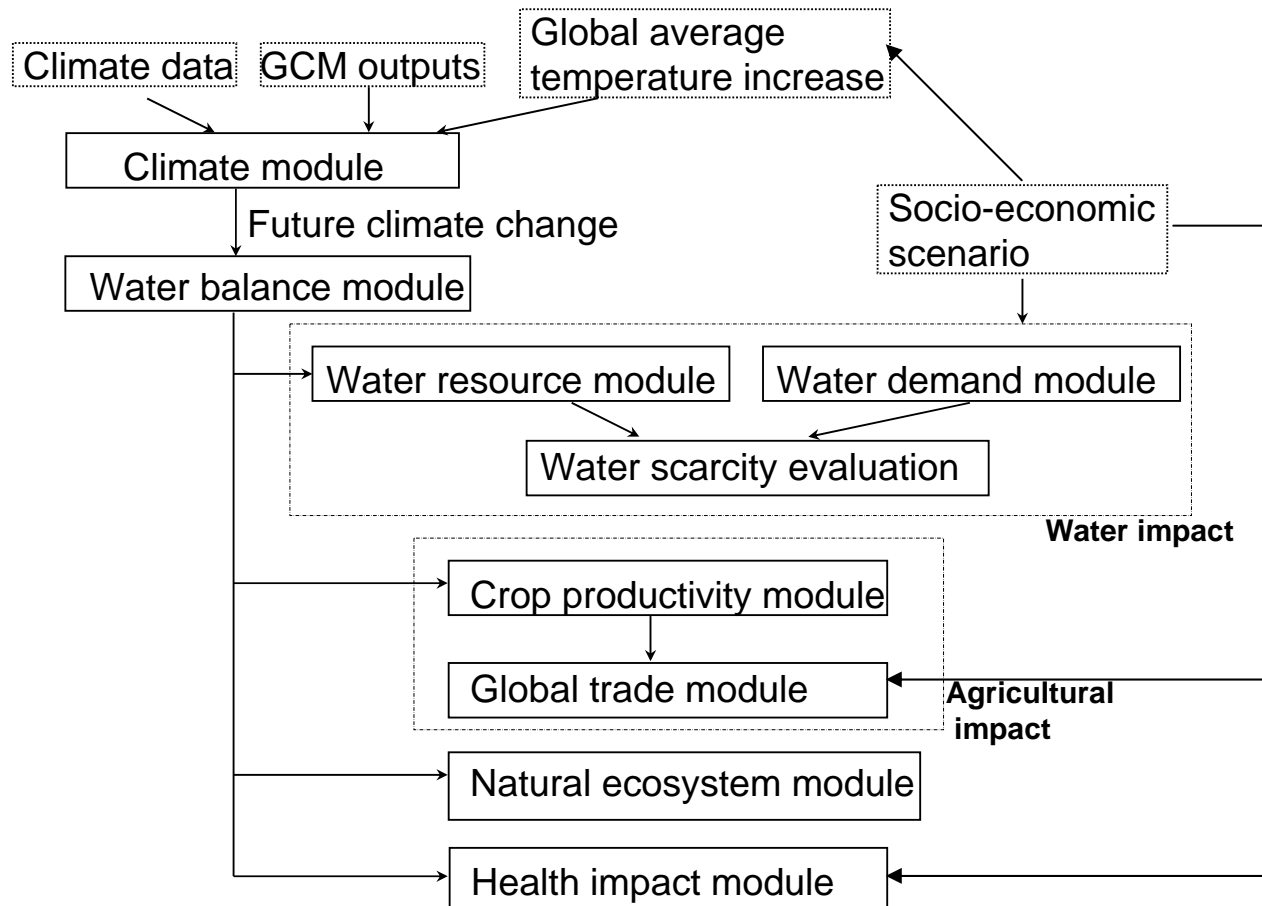 Climate data
GCM outputs
Global average
temperature increase
Climate module
Future climate change
Socio-economic
scenario
Water balance module
Water resource module
Water demand module
Water scarcity evaluation
Water impact
Crop productivity module
Global trade module
Agricultural
impact
Natural ecosystem module
Health impact module